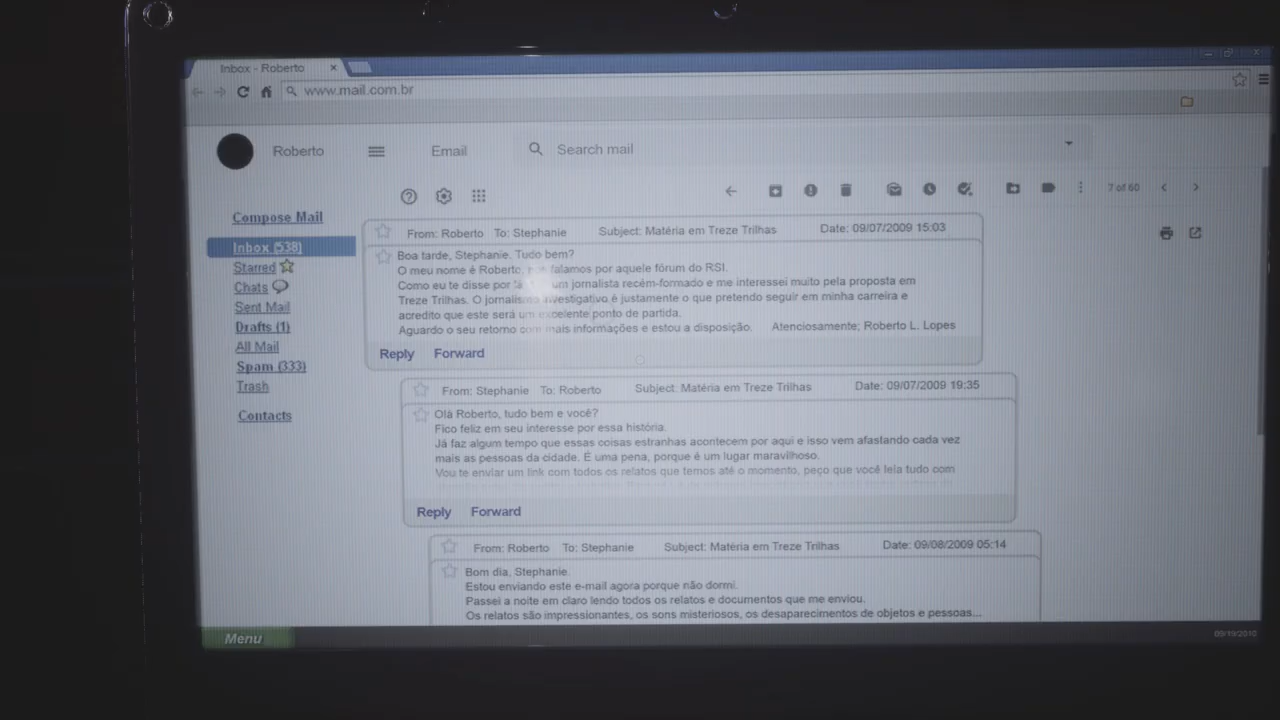 Inbox - Roberto
www.mail.com.br
Roberto
Email
Search mail
7 of 60
Compose Mail
Inbox (538)
Starred
Chats
Sent Mail
Drafts (1)
All Mail
Spam (333)
Trash
Contacts
From: Roberto To: Stephanie Subject: Matéria em Treze Trilhas Date: 09/07/2009 15:03
Boa tarde, Stephanie. Tudo bem?
O meu nome é Roberto, falamos por aquele fórum do RSI.
Como eu te disse por um jornalista recém-formado e me interessei muito pela proposta em
Treze Trilhas. O jornalismo investigativo é justamente o que pretendo seguir em minha carreira e
acredito que este será um excelente ponto de partida.
Aguardo o seu retorno com mais informações e estou a disposição. Atenciosamente; Roberto L. Lopes
Reply Forward
From: Stephanie To: Roberto Subject: Matéria em Treze Trilhas Date: 09/07/2009 19:35
Olá Roberto, tudo bem e você?
Fico feliz em seu interesse por essa história.
Já faz algum tempo que essas coisas estranhas acontecem por aqui e isso vem afastando cada vez
mais as pessoas da cidade. É uma pena, porque é um lugar maravilhoso.
Vou te enviar um link com todos os relatos que temos até o momento, peço que você leia tudo com
Reply Forward
From: Roberto To: Stephanie Subject: Matéria em Treze Trilhas Date: 09/08/2009 05:14
Bom dia, Stephanie.
Estou enviando este e-mail agora porque não dormi.
Passei a noite em claro lendo todos os relatos e documentos que me enviou.
Os relatos são impressionantes, os sons misteriosos, os desaparecimentos de objetos e pessoas...
Menu
09/19/2010